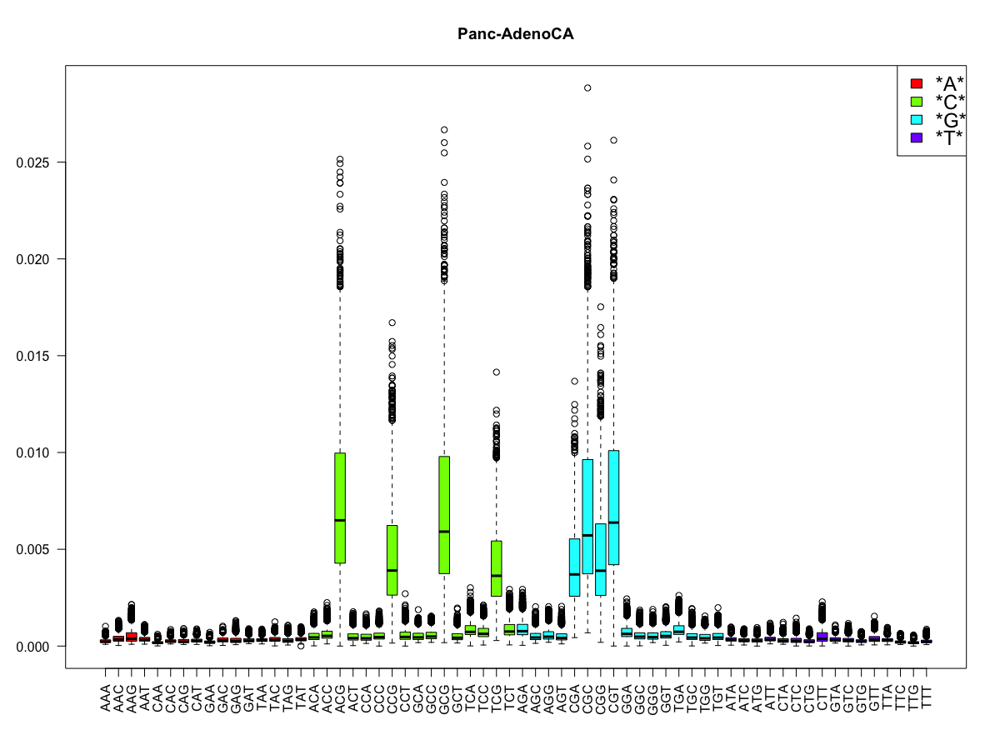 Panc-AdenoCA
*A*
*C*
*G*
*T*
0.025
0.020
0.015
0.010
0.005
0.000
AAA AAC AAG AAT CAA CAC CAG CAT GAA GAC GAG GAT TAA TAC TAG TAT ACA ACC ACG ACT CCA CCC CCG CCT GCA GCC GCG GCT TCA TCC TCG TCT AGA AGC AGG AGT CGA CGC CGG CGT GGA GGC GGG GGT TGA TGC TGG TGT ATA ATC ATG ATT CTA CTC CTG CTT GTA GTC GTG GTT TTA TTC TTG TTT